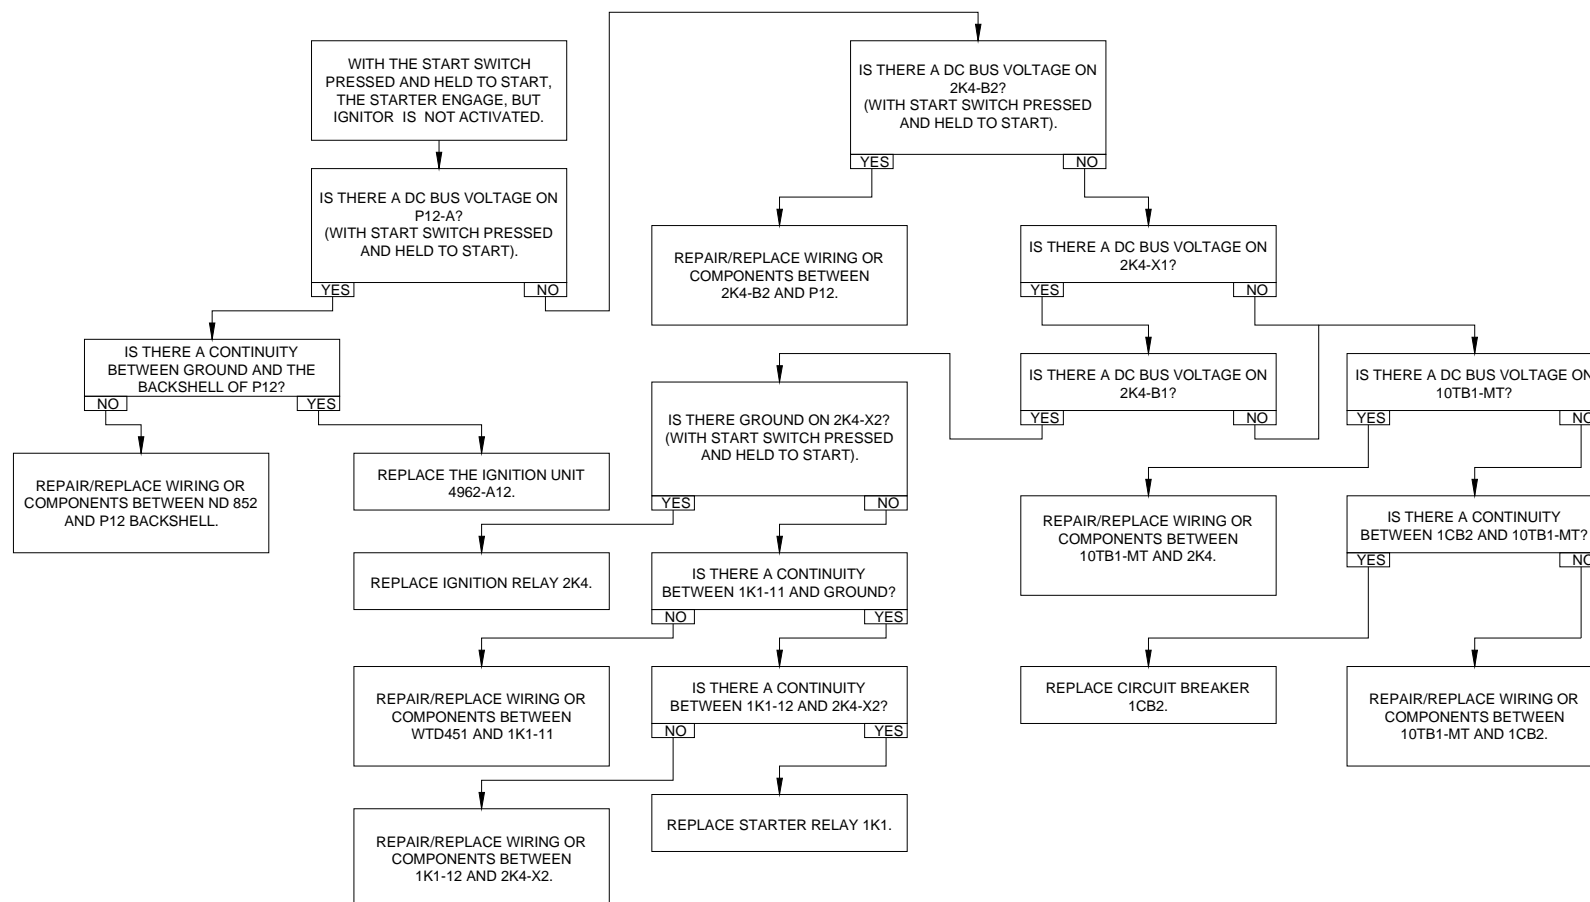 WITH THE START SWITCH
PRESSED AND HELD TO START,
THE STARTER ENGAGE, BUT
IGNITOR IS NOT ACTIVATED.
IS THERE A DC BUS VOLTAGE ON
P12-A?
(WITH START SWITCH PRESSED
AND HELD TO START).
YES
NO
IS THERE A CONTINUITY
BETWEEN GROUND AND THE
BACKSHELL OF P12?
NO
YES
REPAIR/REPLACE WIRING OR
COMPONENTS BETWEEN ND 852
AND P12 BACKSHELL.
REPLACE THE IGNITION UNIT
4962-A12.
IS THERE A DC BUS VOLTAGE ON
2K4-B2?
(WITH START SWITCH PRESSED
AND HELD TO START).
YES
NO
REPAIR/REPLACE WIRING OR
COMPONENTS BETWEEN
2K4-B2 AND P12.
IS THERE A DC BUS VOLTAGE ON
2K4-X1?
YES
NO
IS THERE A DC BUS VOLTAGE ON
2K4-B1?
YES
NO
IS THERE A DC BUS VOLTAGE ON
10TB1-MT?
YES
NO
IS THERE GROUND ON 2K4-X2?
(WITH START SWITCH PRESSED
AND HELD TO START).
YES
NO
REPLACE IGNITION RELAY 2K4.
IS THERE A CONTINUITY
BETWEEN 1K1-11 AND GROUND?
NO
YES
REPAIR/REPLACE WIRING OR
COMPONENTS BETWEEN
WTD451 AND 1K1-11
IS THERE A CONTINUITY
BETWEEN 1K1-12 AND 2K4-X2?
NO
YES
REPAIR/REPLACE WIRING OR
COMPONENTS BETWEEN
1K1-12 AND 2K4-X2.
REPLACE STARTER RELAY 1K1.
REPAIR/REPLACE WIRING OR
COMPONENTS BETWEEN
10TB1-MT AND 2K4.
IS THERE A CONTINUITY
BETWEEN 1CB2 AND 10TB1-MT?
YES
NO
REPLACE CIRCUIT BREAKER
1CB2.
REPAIR/REPLACE WIRING OR
COMPONENTS BETWEEN
10TB1-MT AND 1CB2.